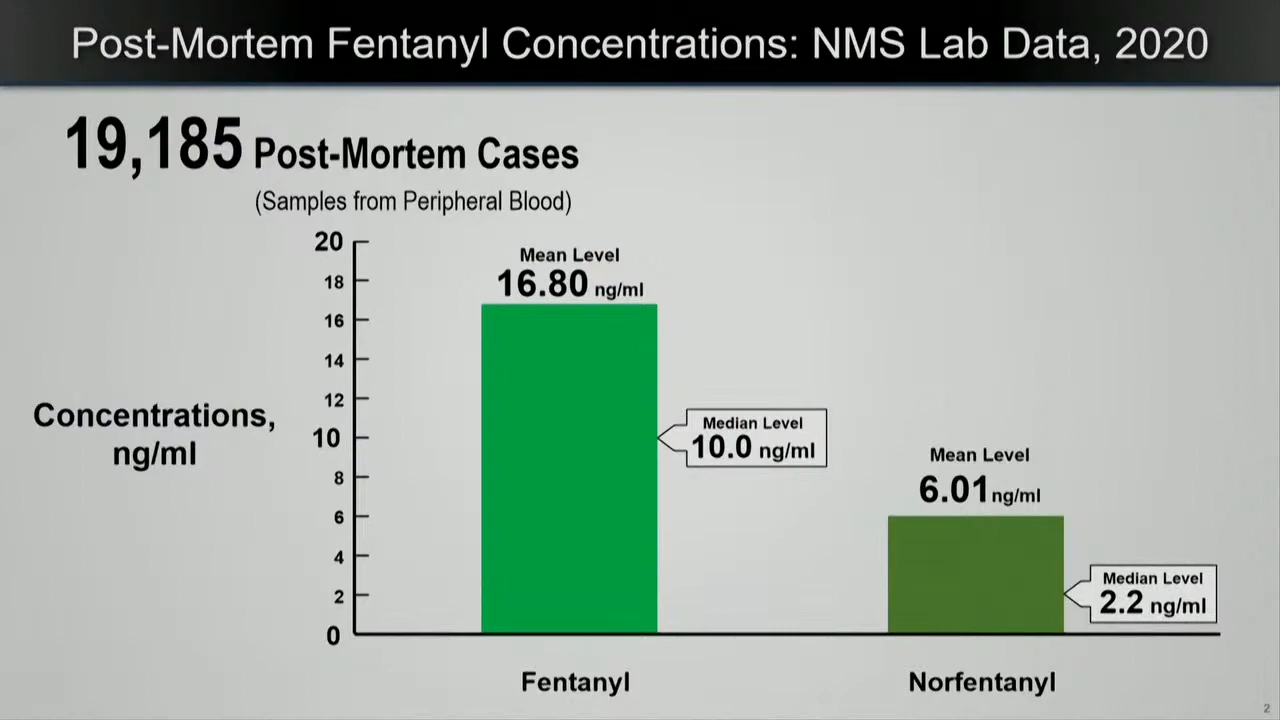 Post-Mortem Fentanyl Concentrations: NMS Lab Data, 2020
19,185 Post-Mortem Cases
(Samples from Peripheral Blood)
20
18
16
14
12
10
8
6
4
2
0
Concentrations,
ng/ml
Mean Level
16.80 ng/ml
Median Level
10.0 ng/ml
Mean Level
6.01ng/ml
Median Level
2.2 ng/ml
Fentanyl
Norfentanyl
2